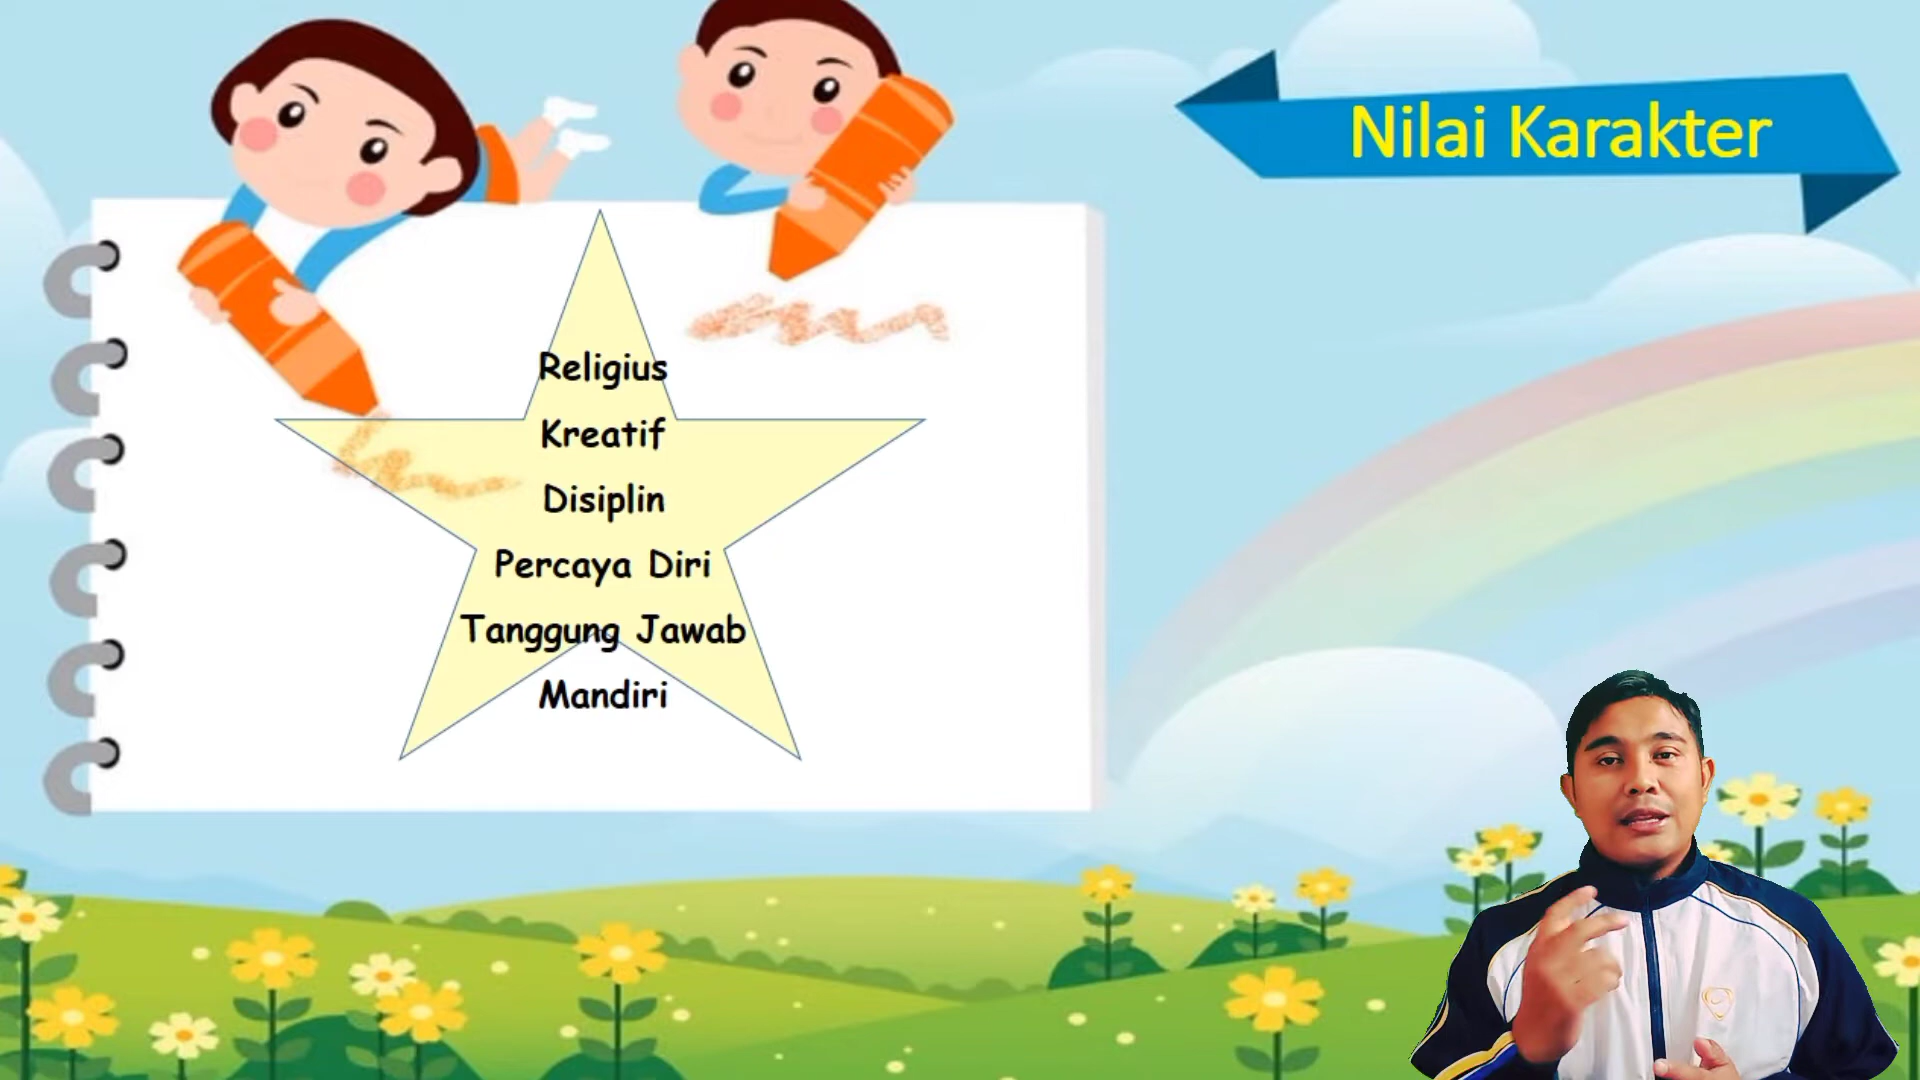 Nilai Karakter
Religius
Kreatif
Disiplin
Percaya Diri
Tanggung Jawab
Mandiri